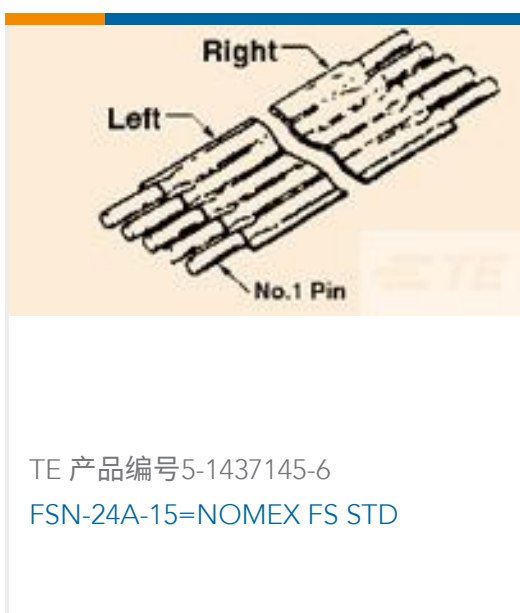 Right
Left
No.1 Pin
TE
TE 产品编号5-1437145-6
FSN-24A-15=NOMEX FS STD